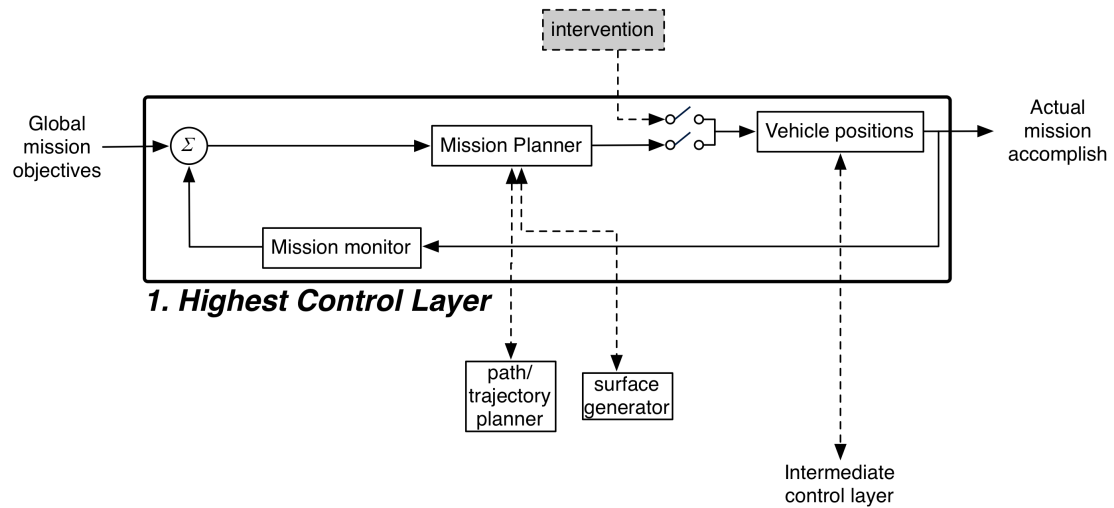 intervention
Global
mission
objectives
Σ
Mission Planner
Vehicle positions
Actual
mission
accomplish
Mission monitor
1. Highest Control Layer
path/
trajectory
planner
surface
generator
Intermediate
control layer